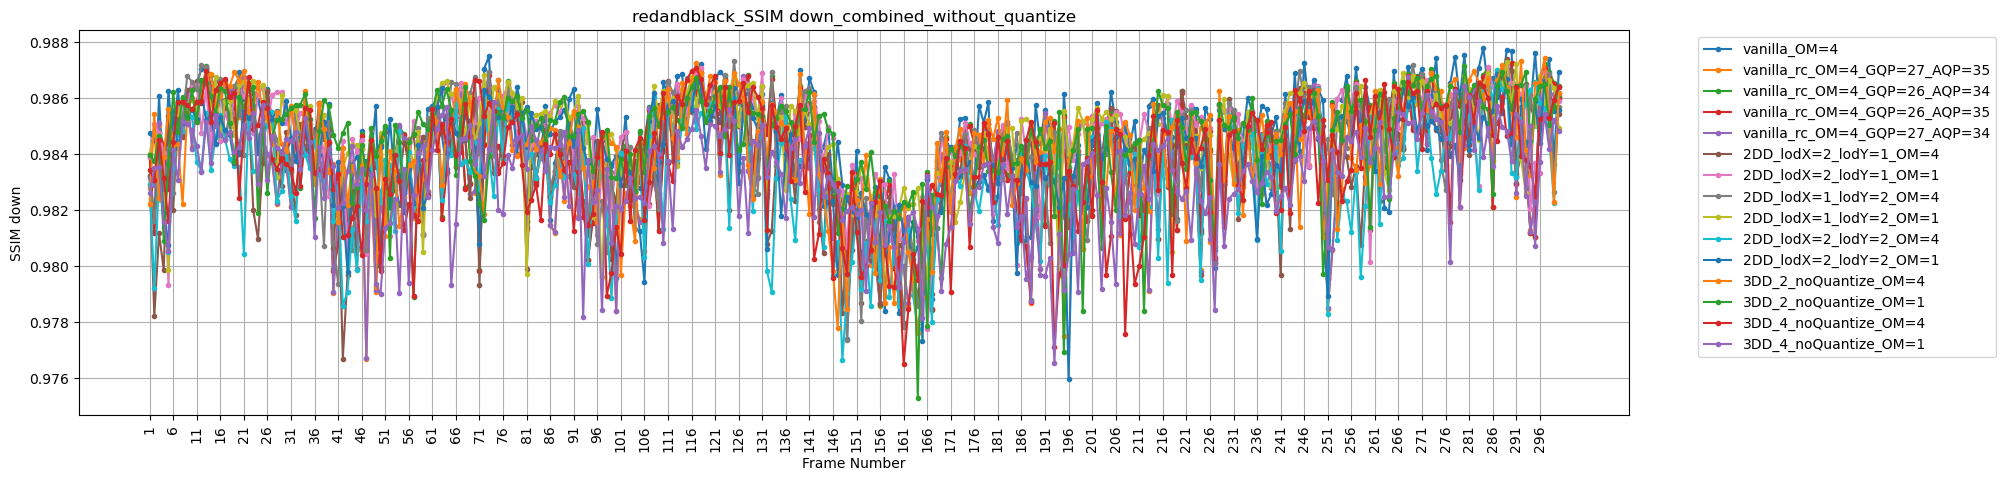 redandblack_SSIM down_combined_without_quantize
SSIM down
0.988
0.986
0.984
0.982
0.980
0.978
0.976
1 6 11 16 21 26 31 36 41 46 51 56 61 66 71 76 81 86 91 96 101 106 111 116 121 126 131 136 141 146 151 156 161 166 171 176 181 186 191 196 201 206 211 216 221 226 231 236 241 246 251 256 261 266 271 276 281 286 291 296
Frame Number
vanilla_OM=4
vanilla_rc_OM=4_GQP=27_AQP=35
vanilla_rc_OM=4_GQP=26_AQP=34
vanilla_rc_OM=4_GQP=26_AQP=35
vanilla_rc_OM=4_GQP=27_AQP=34
2DD_lodX=2_lodY=1_OM=4
2DD_lodX=2_lodY=1_OM=1
2DD_lodX=1_lodY=2_OM=4
2DD_lodX=1_lodY=2_OM=1
2DD_lodX=2_lodY=2_OM=4
2DD_lodX=2_lodY=2_OM=1
3DD_2_noQuantize_OM=4
3DD_2_noQuantize_OM=1
3DD_4_noQuantize_OM=4
3DD_4_noQuantize_OM=1